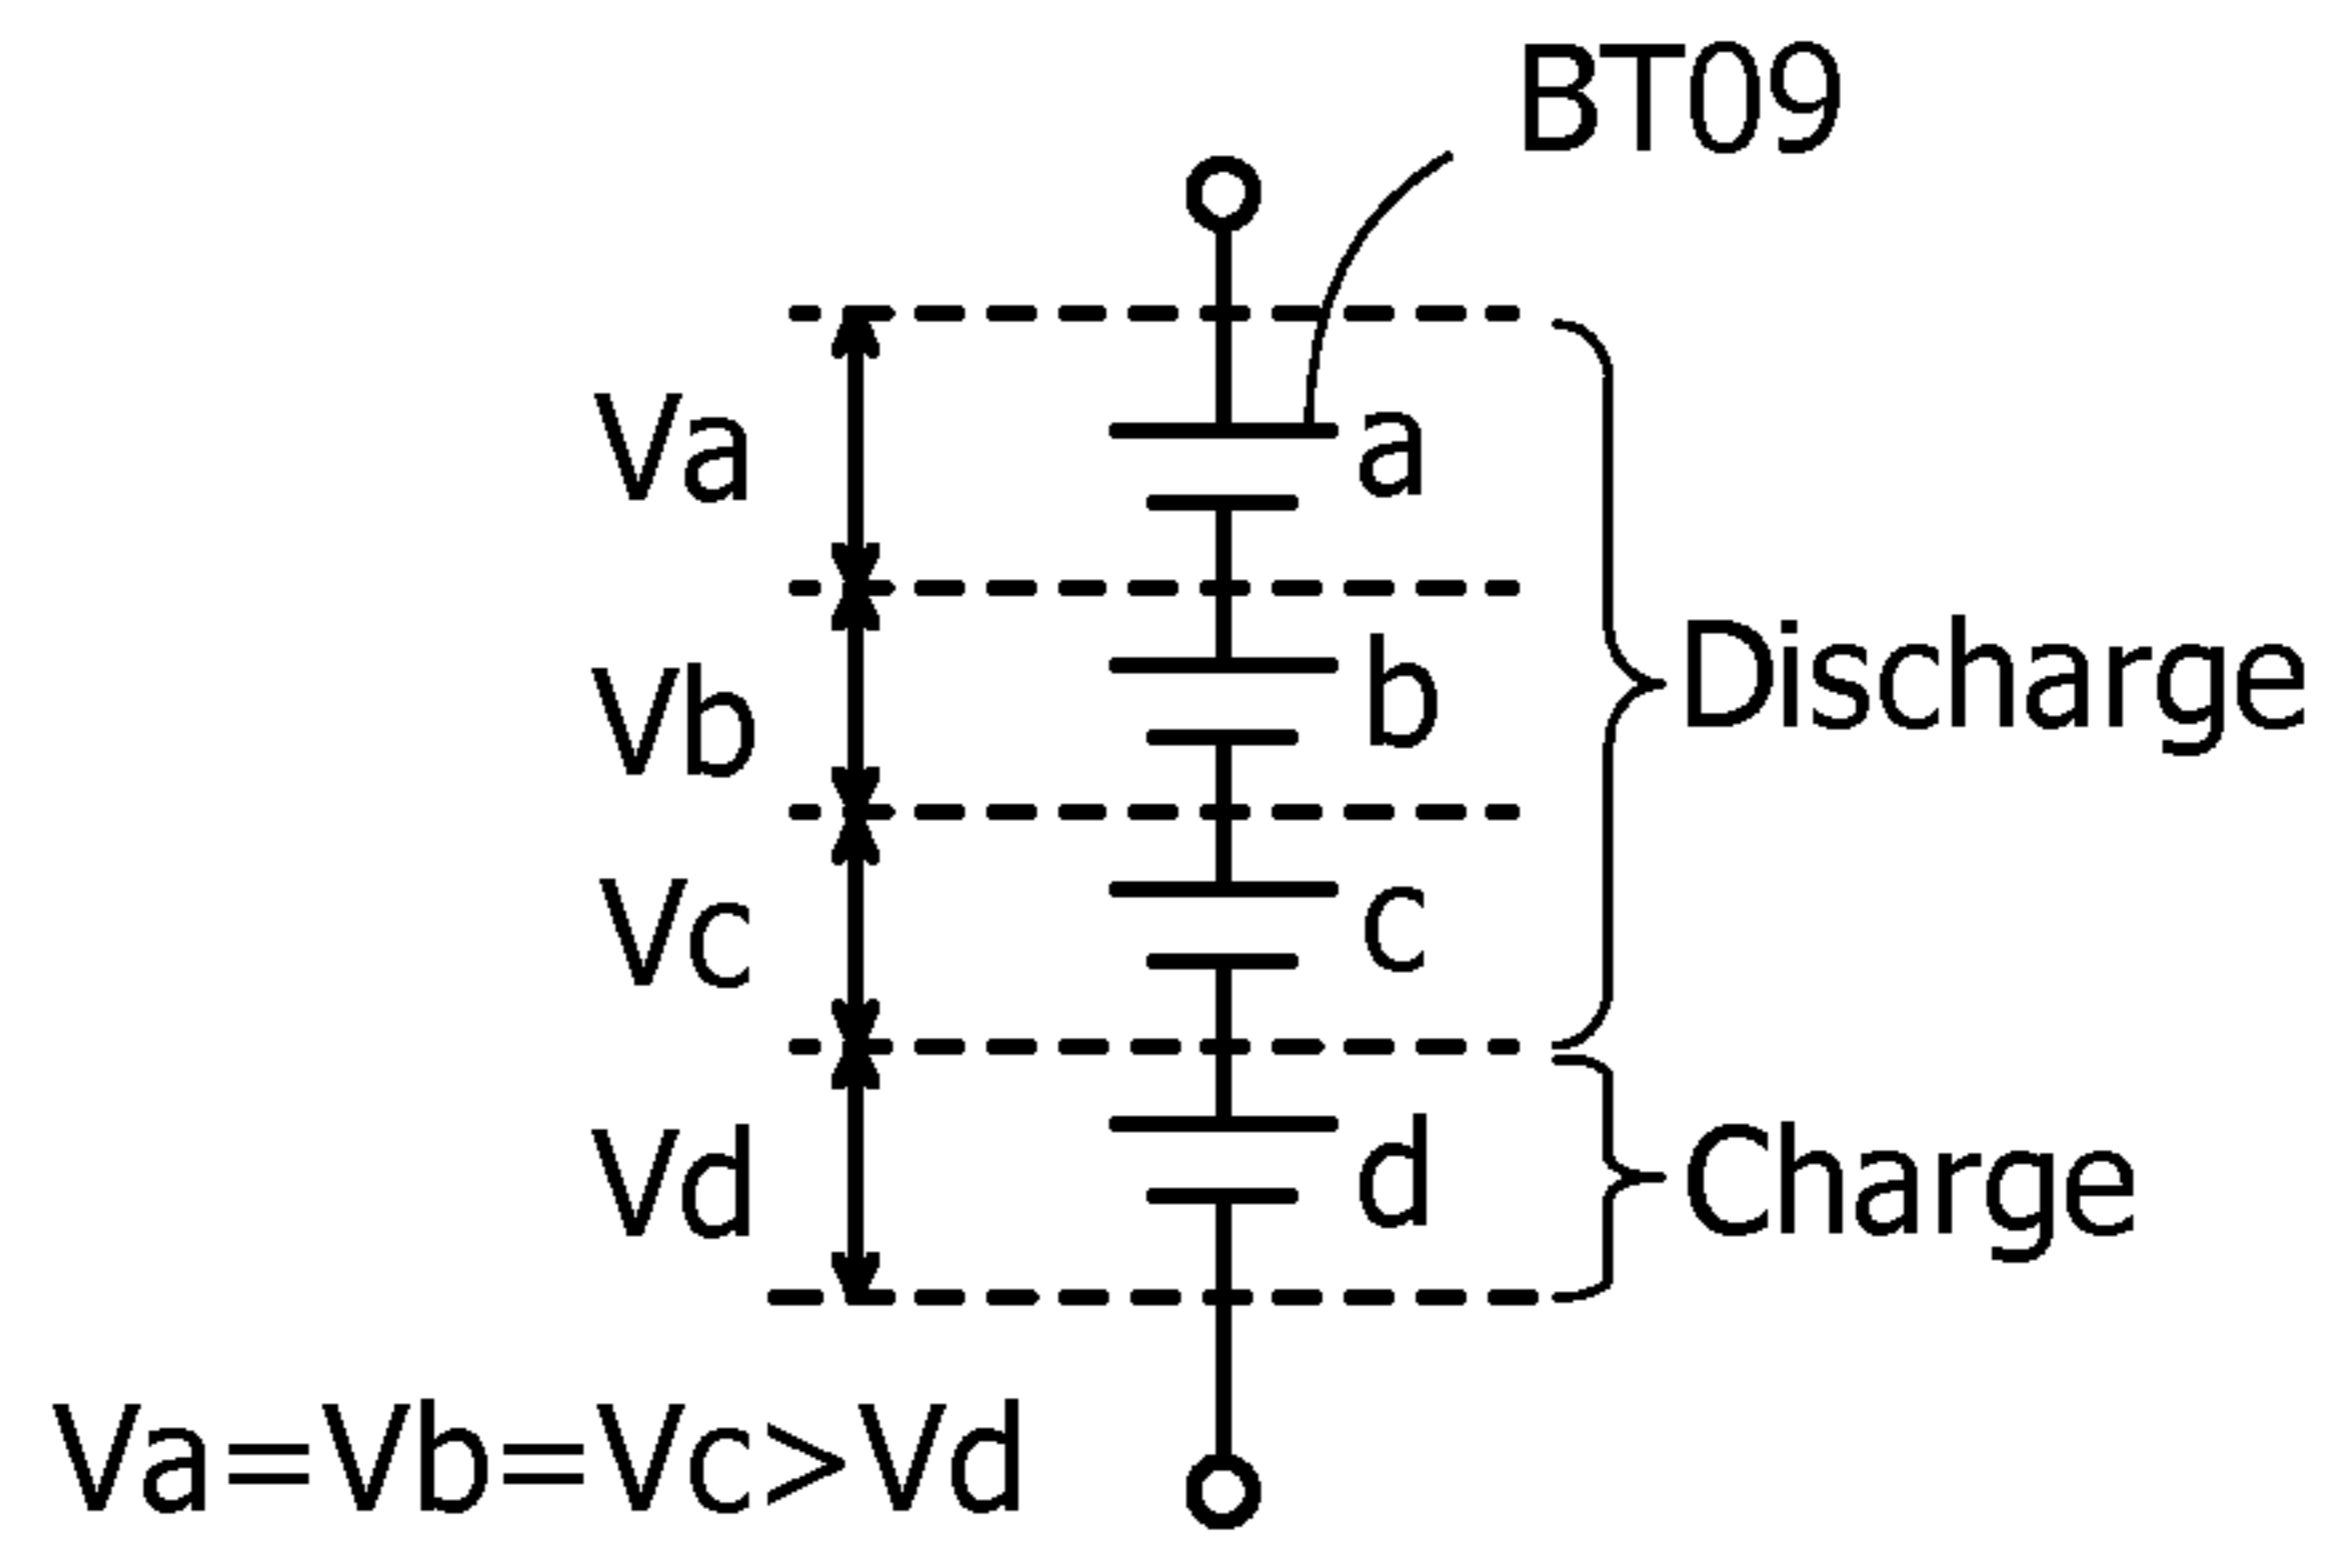 BT09
Va
a
Vb
b
Discharge
Vc
c
Vd
d
Charge
Va=Vb=Vc>Vd